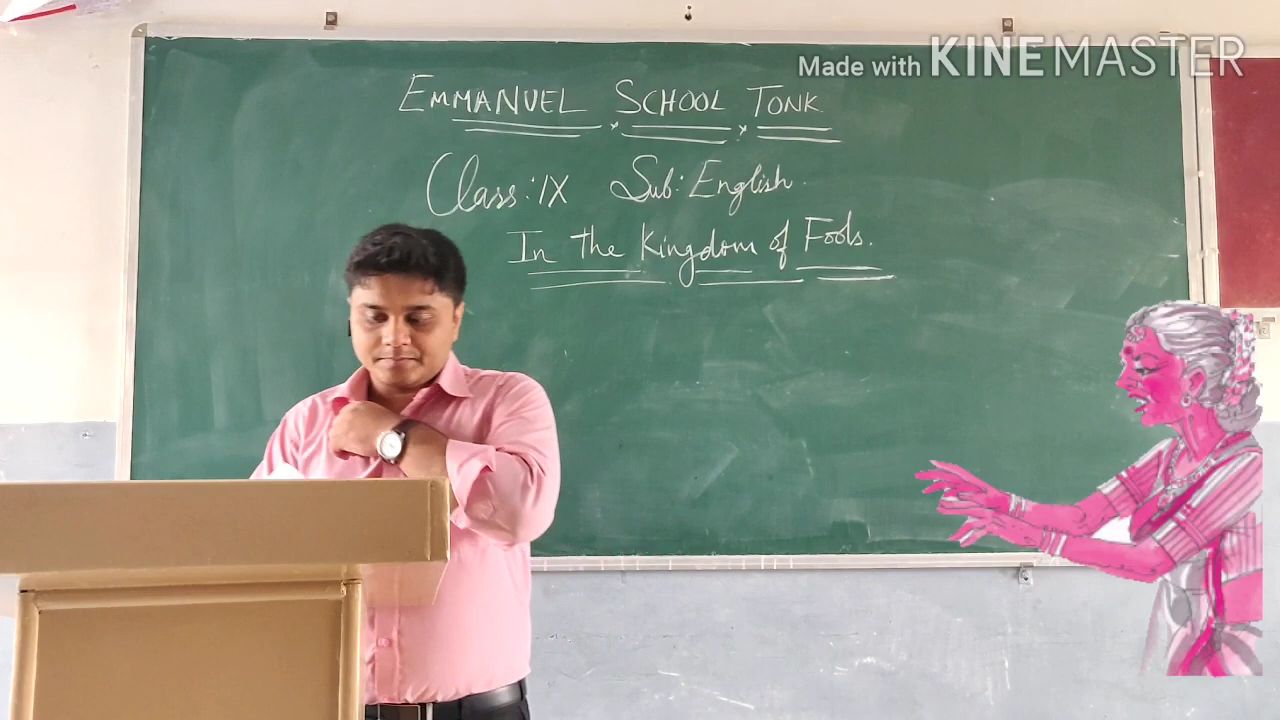 Made with KINEMASTER
EMMANUEL SCHOOL TONK
Class: IX Sub: English.
In the Kingdom of Fools.